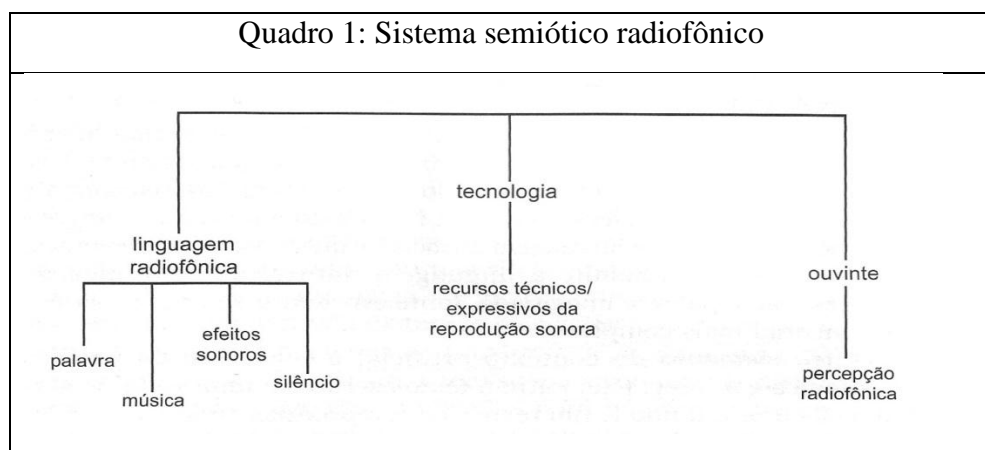 Quadro 1: Sistema semiótico radiofônico
tecnologia
linguagem
radiofônica
ouvinte
recursos técnicos/
expressivos da
reprodução sonora
efeitos
sonoros
palavra
silêncio
música
percepção
radiofônica